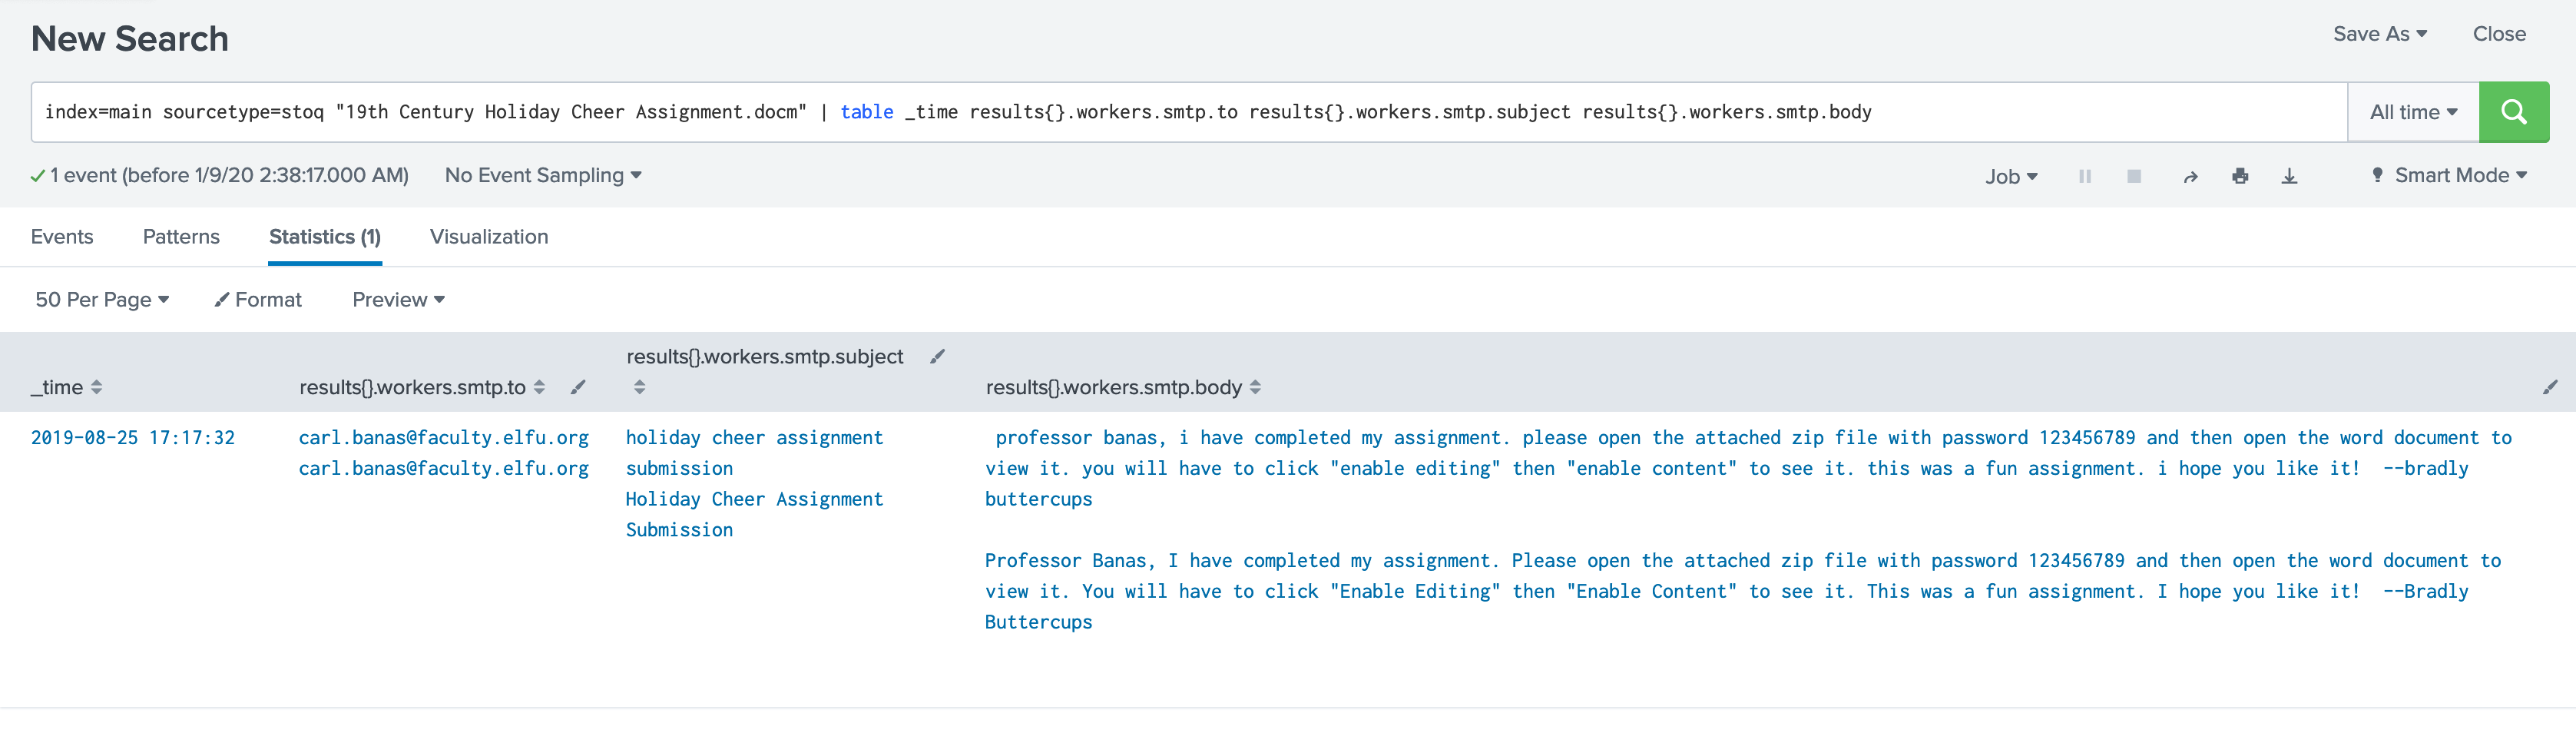 New Search
Save As
Close
index=main sourcetype=stoq "19th Century Holiday Cheer Assignment.docm" | table _time results{}.workers.smtp.to results{}.workers.smtp.subject results{}.workers.smtp.body
All time
1 event (before 1/9/20 2:38:17.000 AM)
No Event Sampling
Job
Smart Mode
Events
Patterns
Statistics (1)
Visualization
50 Per Page
Format
Preview
_time
results{}.workers.smtp.to
results{}.workers.smtp.subject
results{}.workers.smtp.body
2019-08-25 17:17:32
carl.banas@faculty.elfu.org
carl.banas@faculty.elfu.org
holiday cheer assignment
submission
Holiday Cheer Assignment
Submission
professor banas, i have completed my assignment. please open the attached zip file with password 123456789 and then open the word document to
view it. you will have to click "enable editing" then "enable content" to see it. this was a fun assignment. i hope you like it!  --bradly
buttercups
Professor Banas, I have completed my assignment. Please open the attached zip file with password 123456789 and then open the word document to
view it. You will have to click "Enable Editing" then "Enable Content" to see it. This was a fun assignment. I hope you like it!  --Bradly
Buttercups